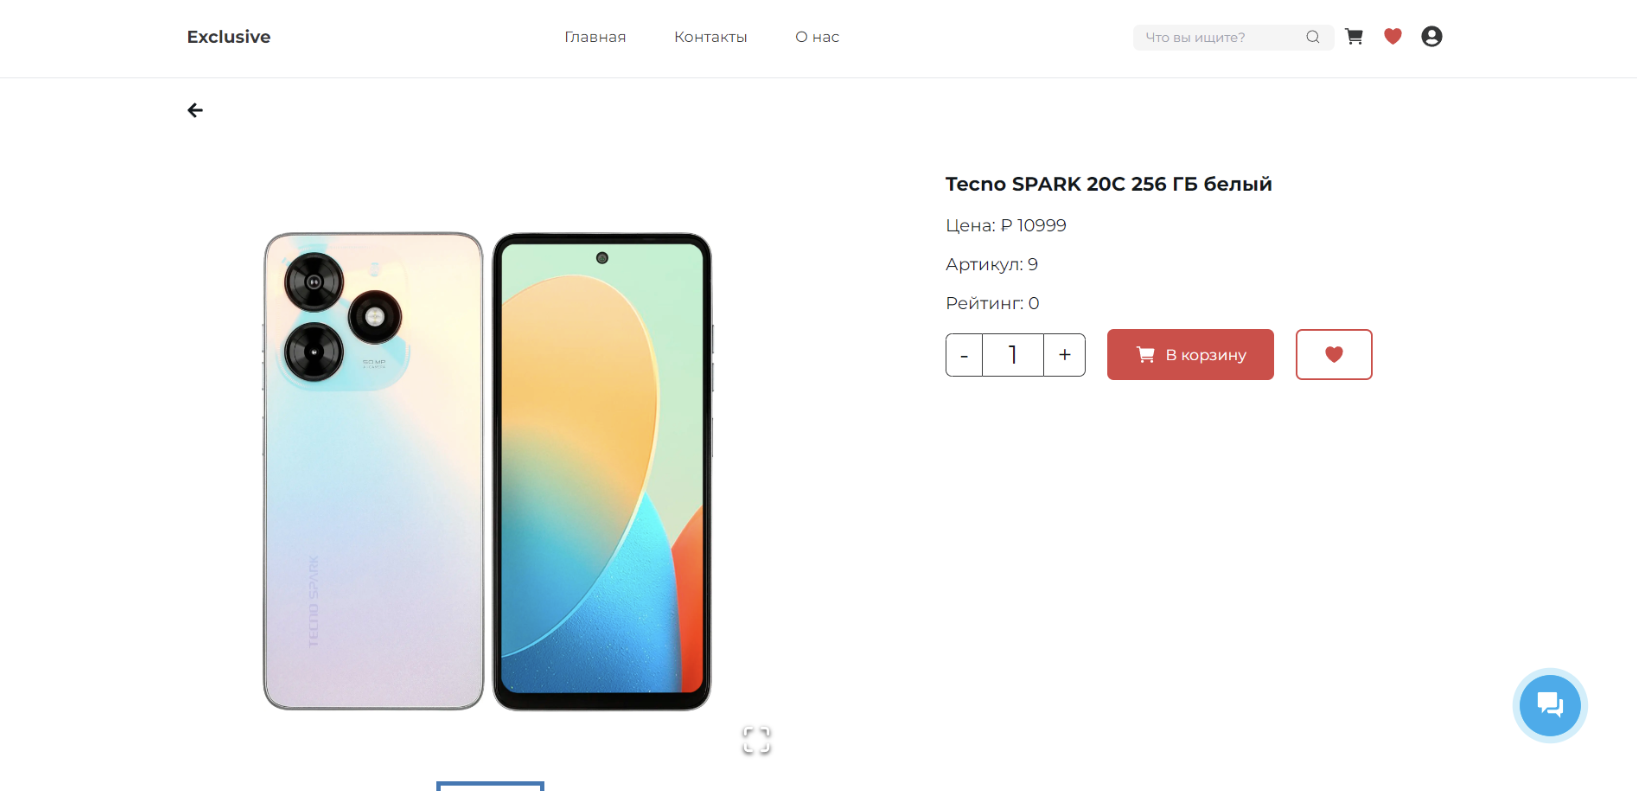 Exclusive
Главная
Контакты
О нас
Что вы ищите?
Tecno SPARK 20C 256 ГБ белый
Цена: ₽ 10999
Артикул: 9
Рейтинг: 0
- 1 +
В корзину
50 MP
TECNO SPARK